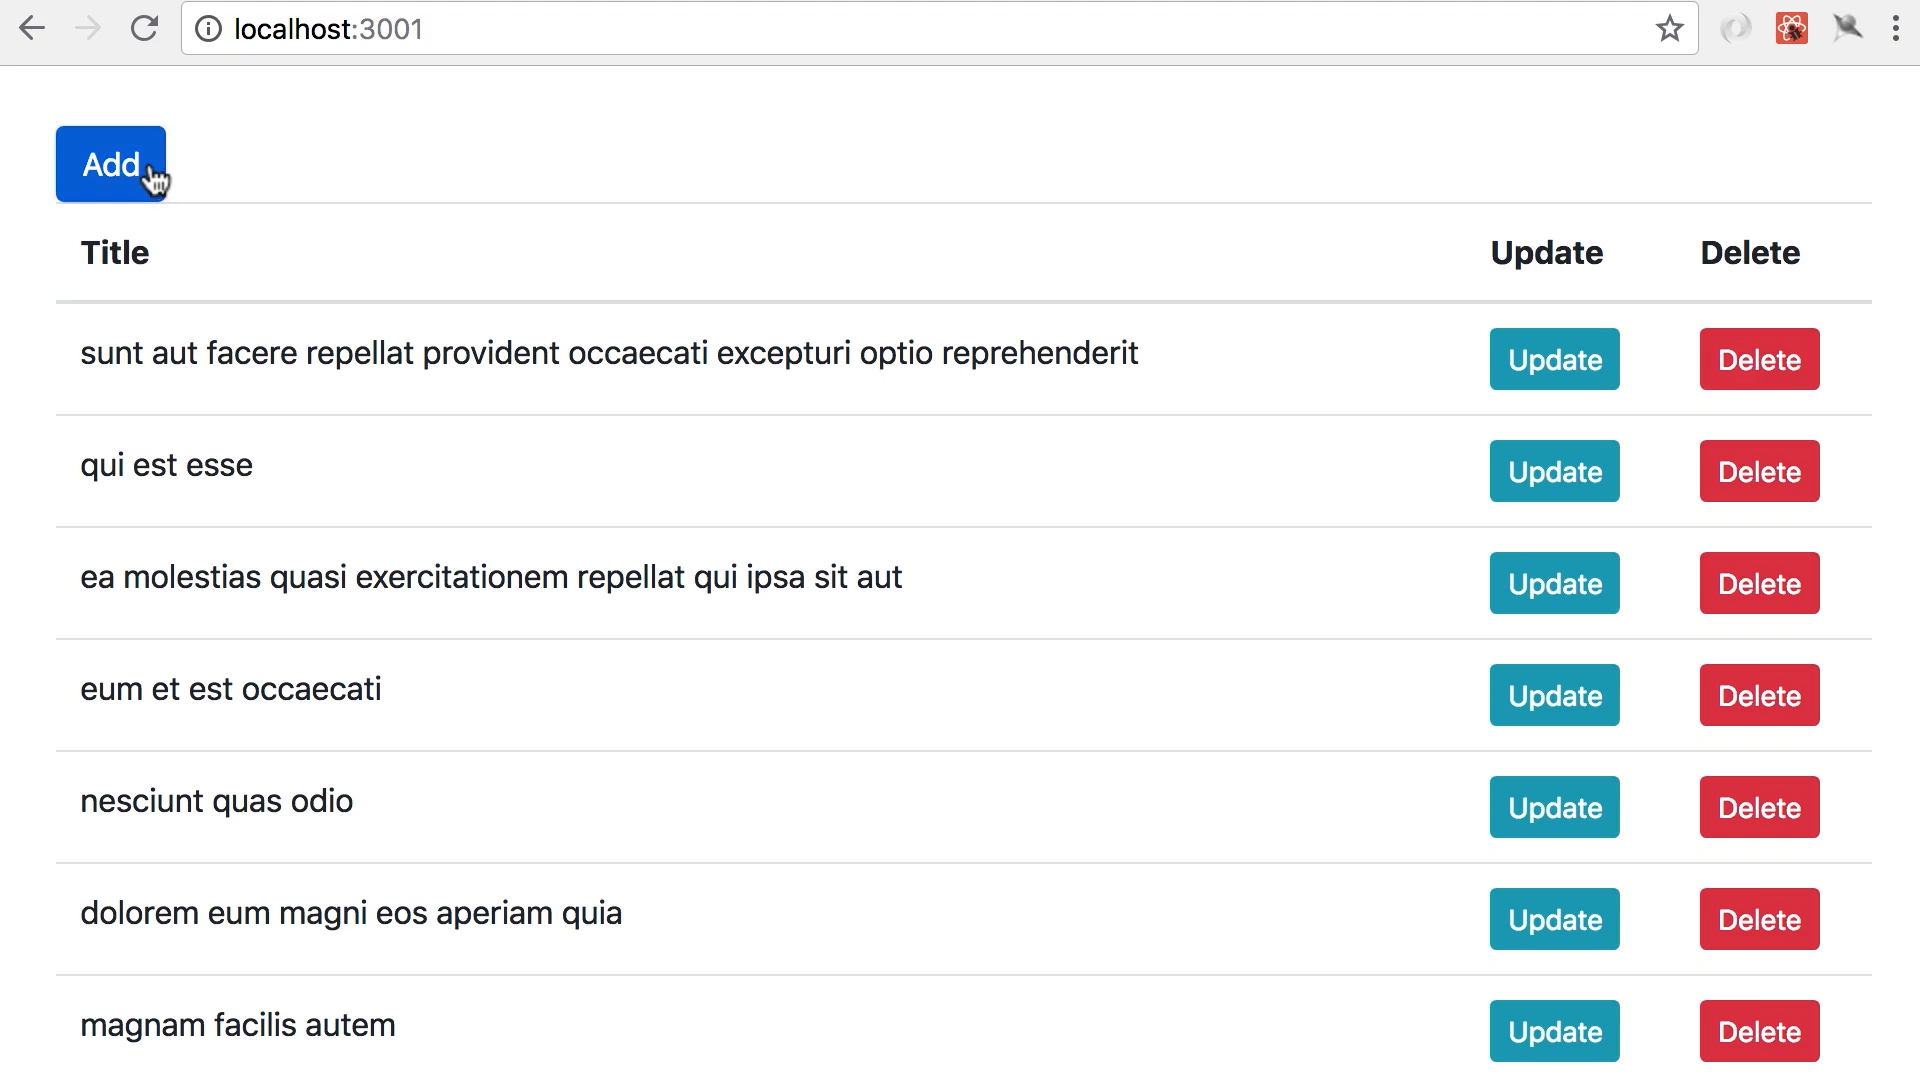 localhost:3001
Add
Title Update Delete
sunt aut facere repellat provident occaecati excepturi optio reprehenderit Update Delete
qui est esse Update Delete
ea molestias quasi exercitationem repellat qui ipsa sit aut Update Delete
eum et est occaecati Update Delete
nesciunt quas odio Update Delete
dolorem eum magni eos aperiam quia Update Delete
magnam facilis autem Update Delete